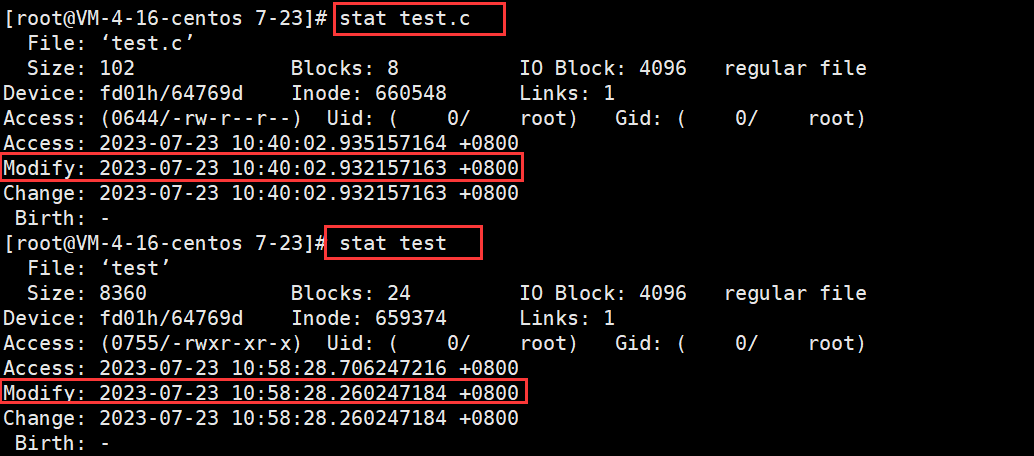 [root@VM-4-16-centos 7-23]# stat test.c
  File: ‘test.c’
  Size: 102             Blocks: 8          IO Block: 4096   regular file
Device: fd01h/64769d    Inode: 660548      Links: 1
Access: (0644/-rw-r--r--)  Uid: (    0/    root)   Gid: (    0/    root)
Access: 2023-07-23 10:40:02.935157164 +0800
Modify: 2023-07-23 10:40:02.932157163 +0800
Change: 2023-07-23 10:40:02.932157163 +0800
 Birth: -
[root@VM-4-16-centos 7-23]# stat test
  File: ‘test’
  Size: 8360            Blocks: 24         IO Block: 4096   regular file
Device: fd01h/64769d    Inode: 659374      Links: 1
Access: (0755/-rwxr-xr-x)  Uid: (    0/    root)   Gid: (    0/    root)
Access: 2023-07-23 10:58:28.706247216 +0800
Modify: 2023-07-23 10:58:28.260247184 +0800
Change: 2023-07-23 10:58:28.260247184 +0800
 Birth: -